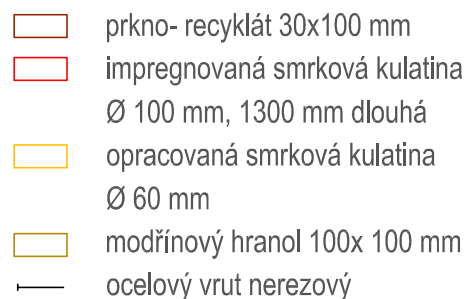 prkno- recyklát 30x100 mm
impregnovaná smrková kulatina
Ø 100 mm, 1300 mm dlouhá
opracovaná smrková kulatina
Ø 60 mm
modřínový hranol 100x 100 mm
ocelový vrut nerezový